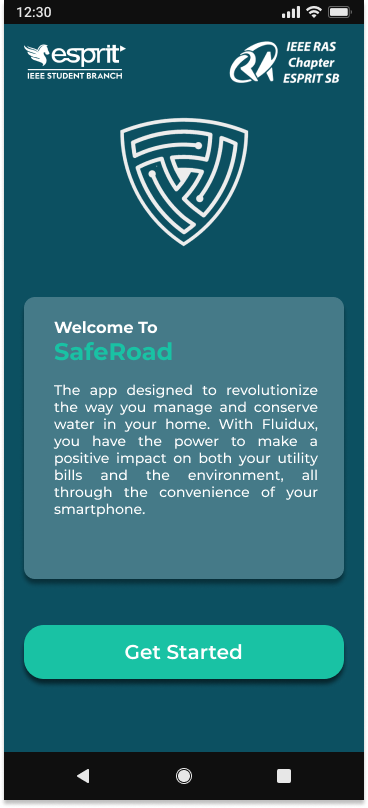 12:30
esprit
IEEE STUDENT BRANCH
IEEE RAS
Chapter
ESPRIT SB
Welcome To
SafeRoad
The app designed to revolutionize
the way you manage and conserve
water in your home. With Fluidux,
you have the power to make a
positive impact on both your utility
bills and the environment, all
through the convenience of your
smartphone.
Get Started